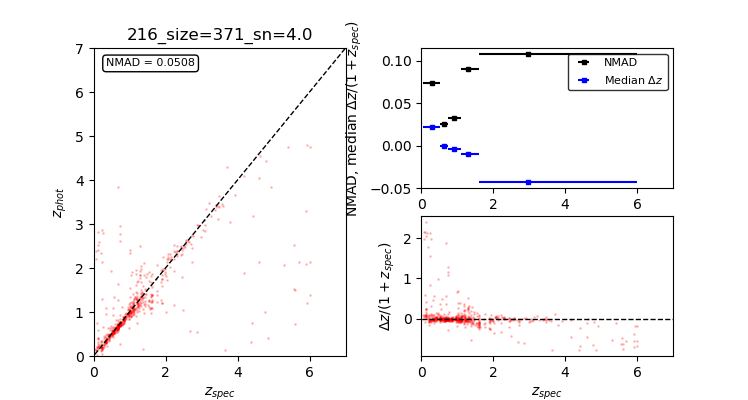 216_size=371_sn=4.0
NMAD = 0.0508
7
6
5
4
3
2
1
0
0 2 4 6
z_phot
z_spec
NMAD, median Δz/(1 + z_spec)
0.10
0.05
0.00
−0.05
0 2 4 6
NMAD
Median Δz
Δz/(1 + z_spec)
2
1
0
0 2 4 6
z_spec